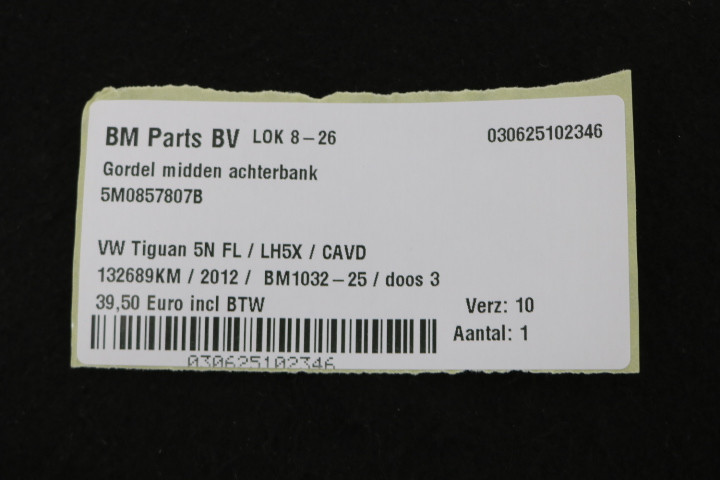 BM Parts BV LOK 8-26 030625102346
Gordel midden achterbank
5M0857807B
VW Tiguan 5N FL / LH5X / CAVD
132689KM / 2012 / BM1032-25 / doos 3
39,50 Euro incl BTW Verz: 10
Aantal: 1
030625102346